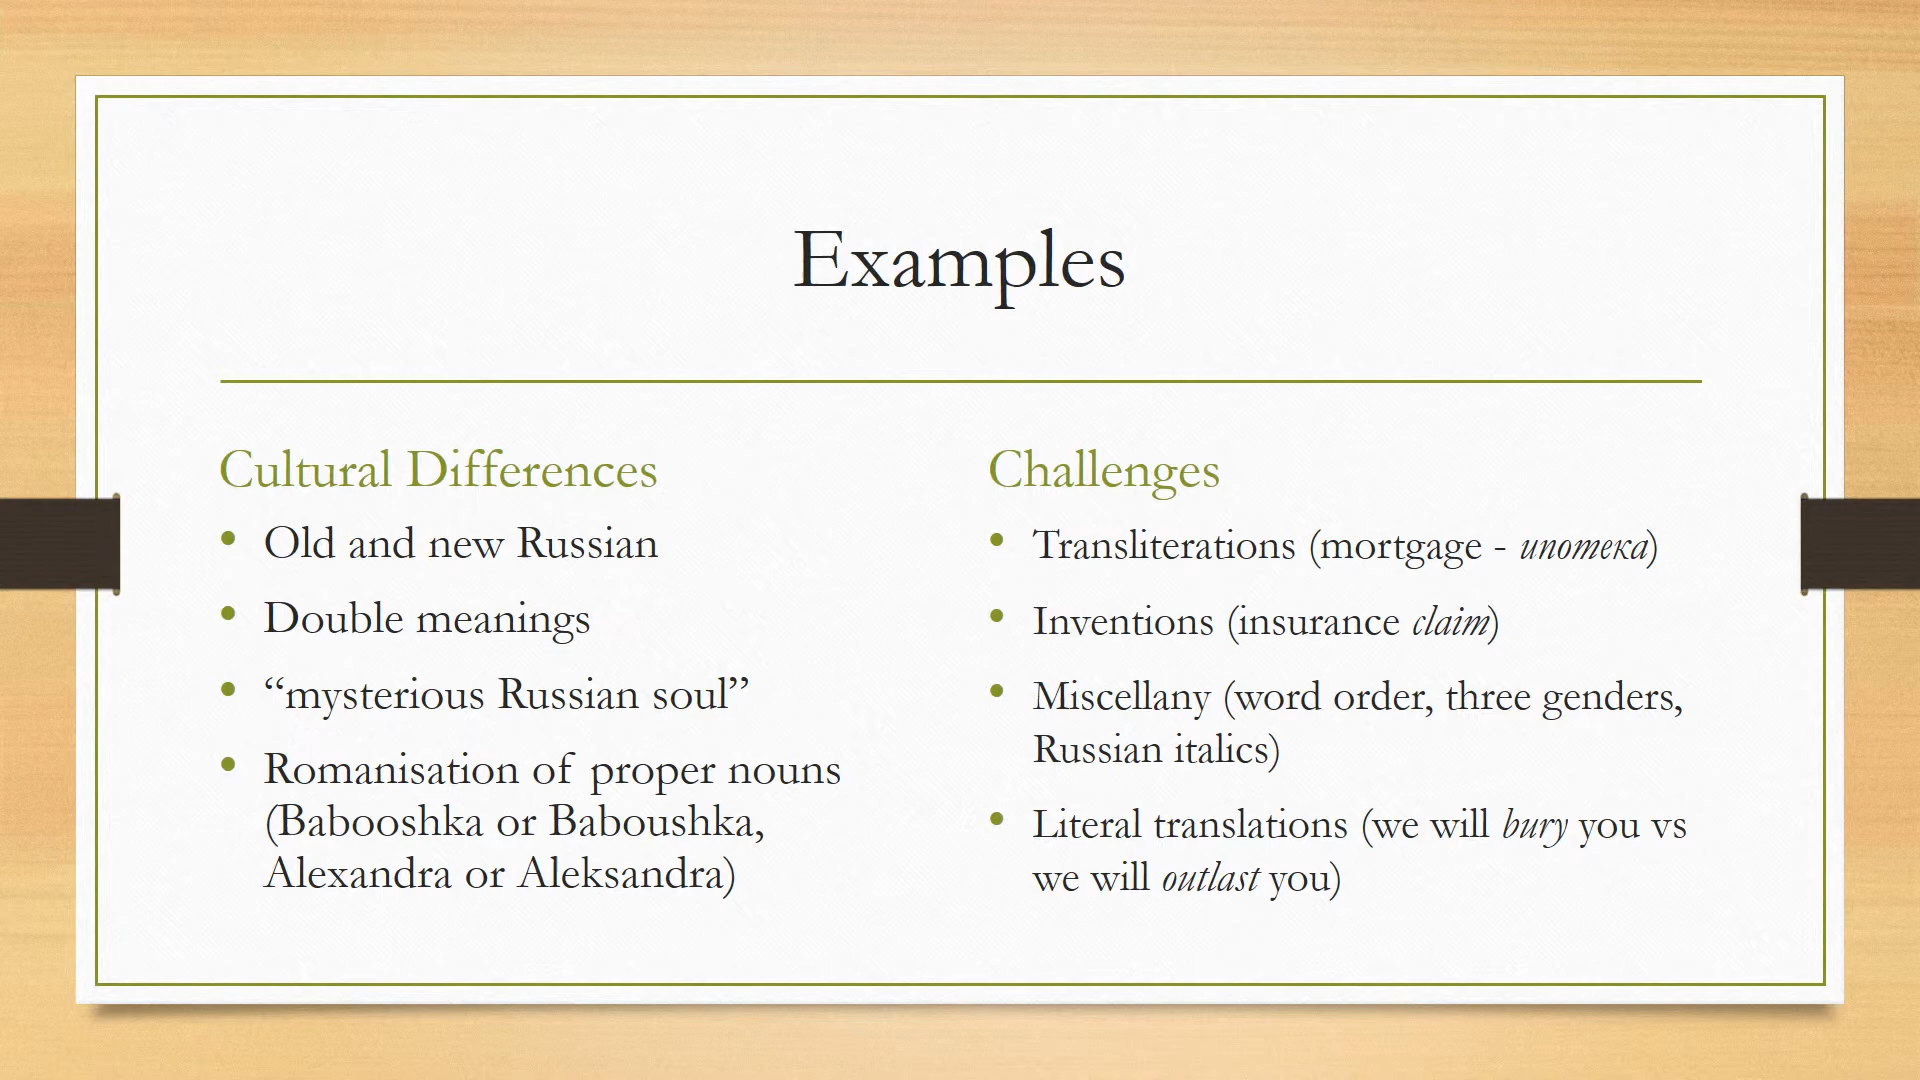 Examples
Cultural Differences
• Old and new Russian
• Double meanings
• “mysterious Russian soul”
• Romanisation of proper nouns
(Babooshka or Baboushka,
Alexandra or Aleksandra)
Challenges
• Transliterations (mortgage - ипотека)
• Inventions (insurance claim)
• Miscellany (word order, three genders,
Russian italics)
• Literal translations (we will bury you vs
we will outlast you)